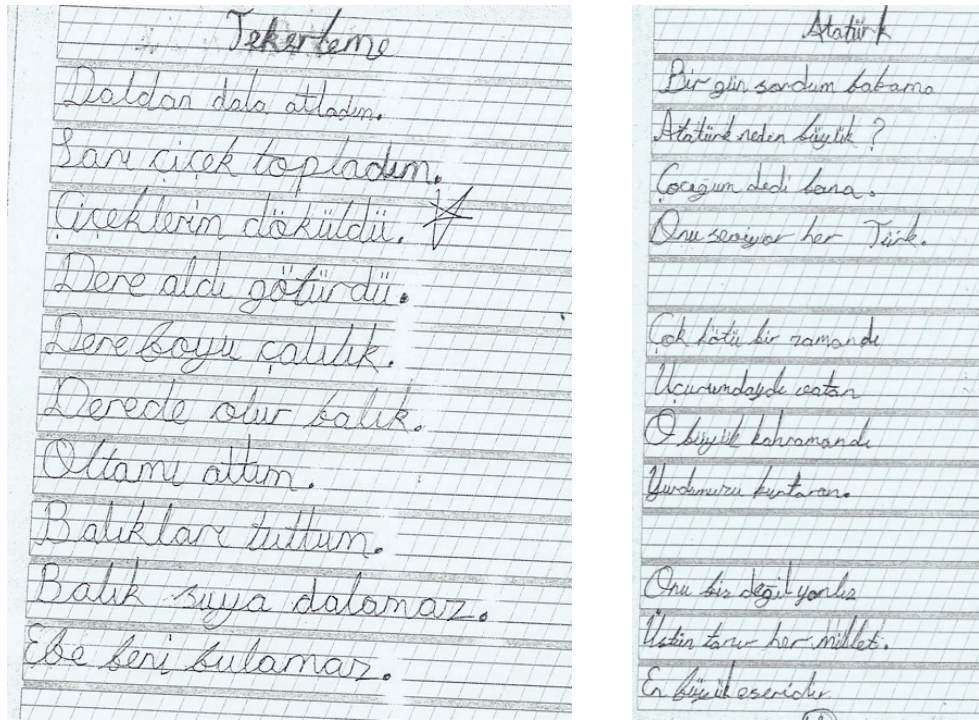 Tekerleme
Daldan dala atladım.
Sarı çiçek topladım.
Çiçeklerim döküldü.
Dere aldı götürdü.
Dere boyu çalılık.
Derede olur balık.
Oltamı attım.
Balıkları tuttum.
Balık suya dalamaz.
Ebe beni bulamaz.
Atatürk
Bir gün sordum babama
Atatürk neden büyük ?
Çocuğum dedi bana.
Onu seviyor her Türk.
Çok kötü bir zamandı
Uçurumdaydı vatan
O büyük kahramandı
Yurdumuzu kurtaran.
Onu biz değil yanlız
Üstün tanır her millet.
En büyük eseridir